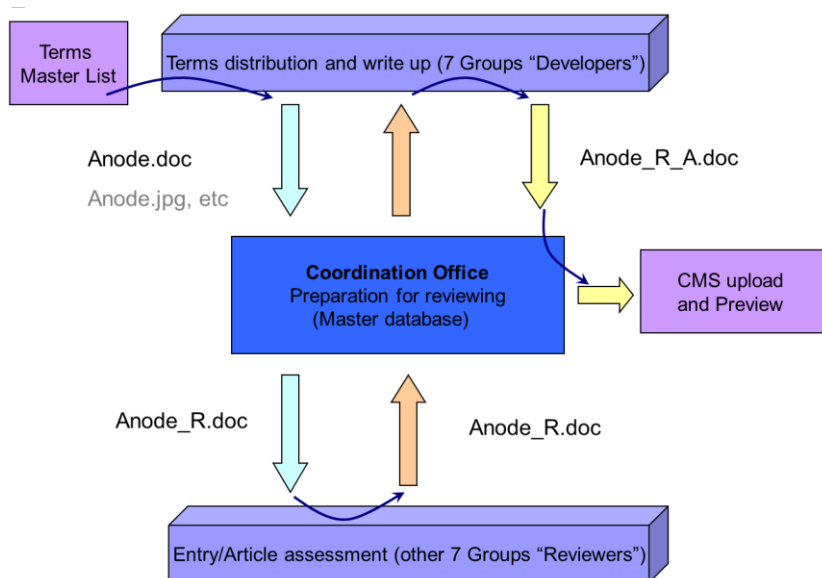 Terms
Master List
Terms distribution and write up (7 Groups “Developers”)
Anode.doc
Anode.jpg, etc
Anode_R_A.doc
Coordination Office
Preparation for reviewing
(Master database)
CMS upload
and Preview
Anode_R.doc
Anode_R.doc
Entry/Article assessment (other 7 Groups “Reviewers”)